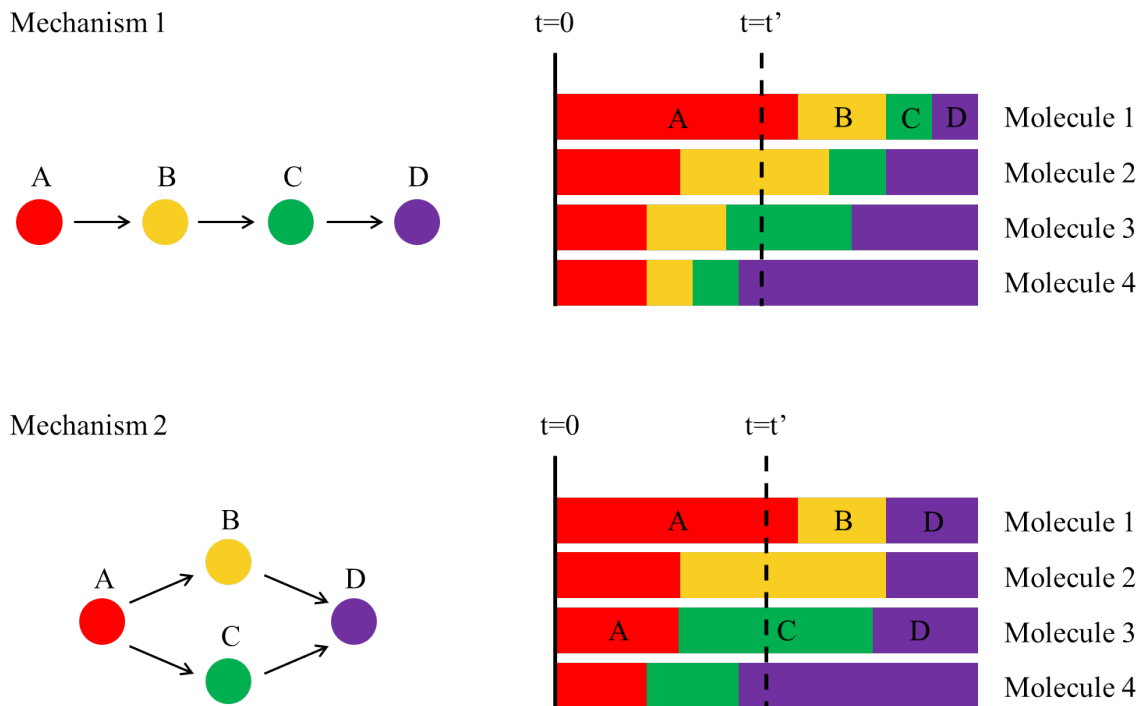 Mechanism 1
t=0 t=t’
A B C D Molecule 1
A B C D
Molecule 2
Molecule 3
Molecule 4
Mechanism 2
t=0 t=t’
A B D Molecule 1
B
Molecule 2
A D
A C D Molecule 3
C
Molecule 4